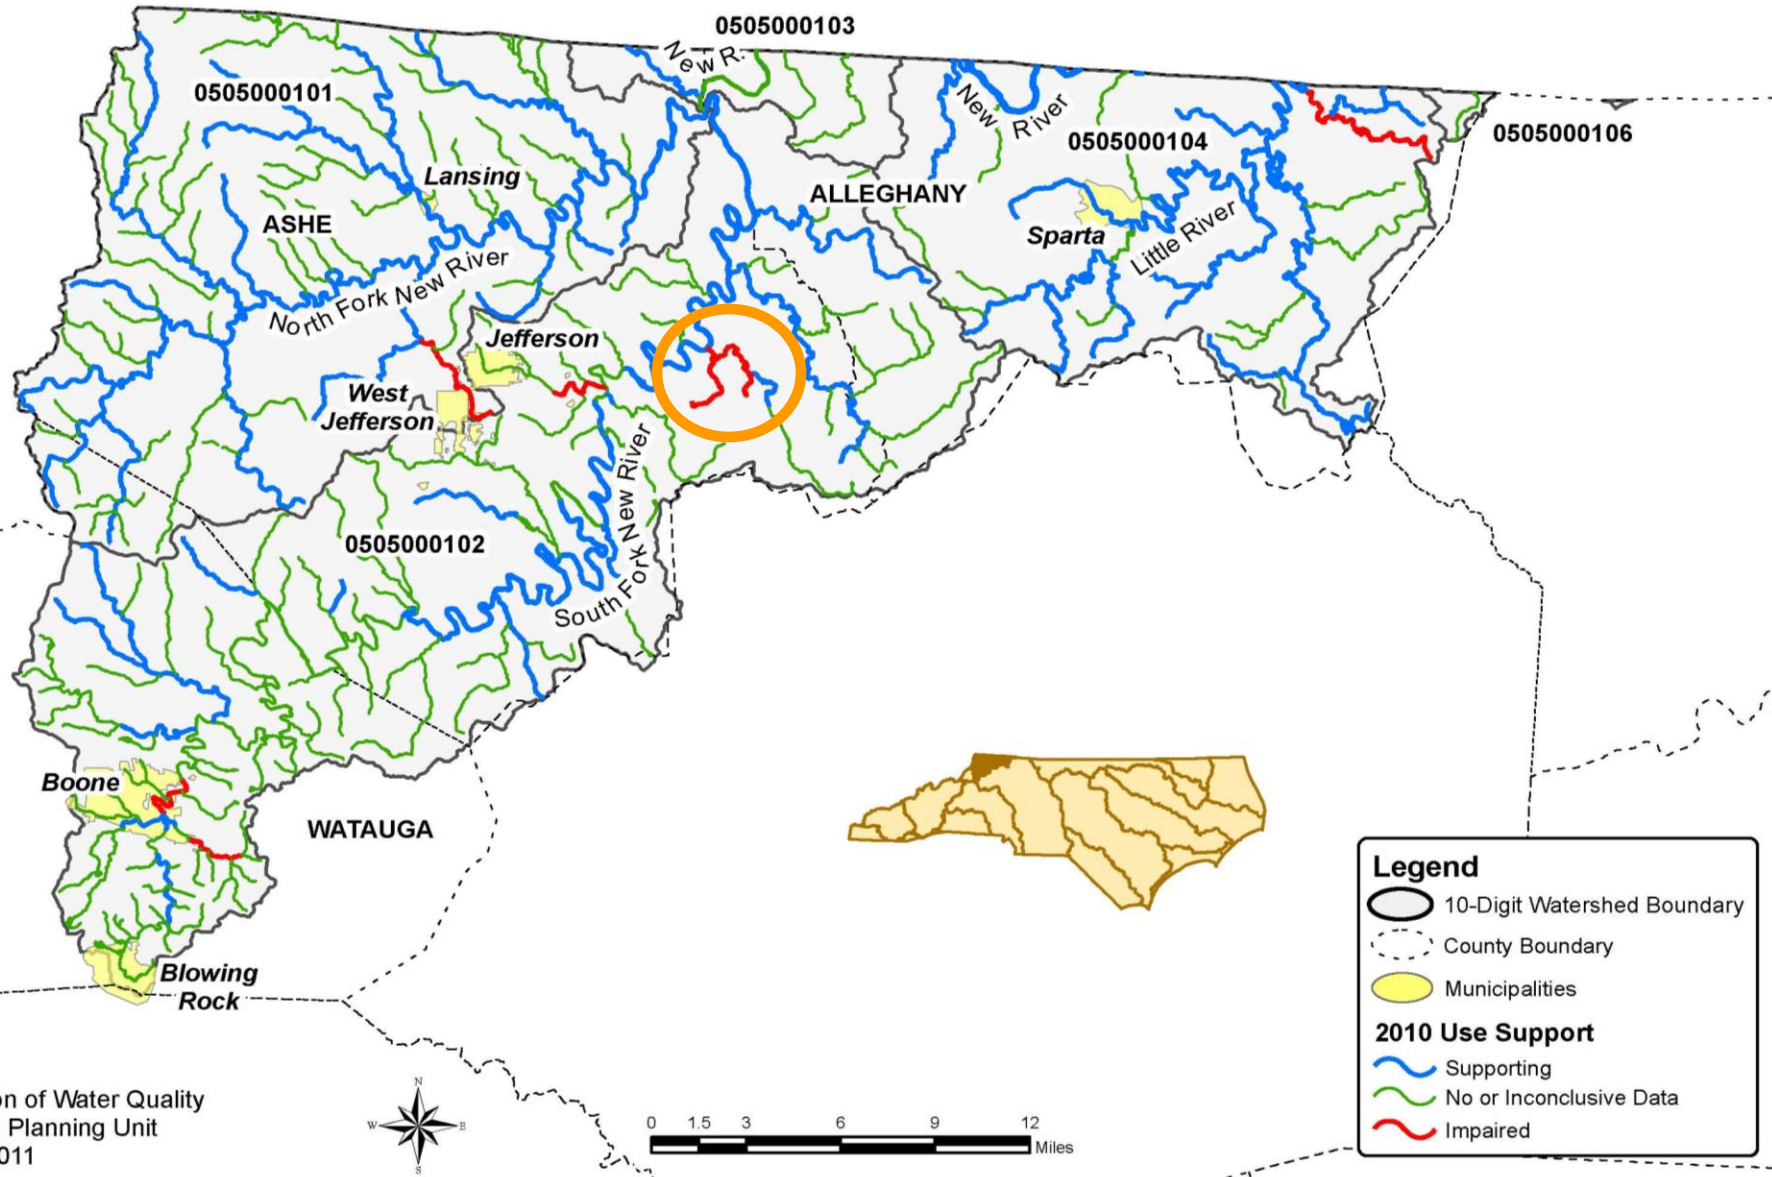 0505000103
New R.
0505000101
New River
0505000104
0505000106
Lansing
ALLEGHANY
ASHE
Sparta
Little River
North Fork New River
Jefferson
West
Jefferson
South Fork New River
0505000102
Boone
WATAUGA
Blowing
Rock
Legend
10-Digit Watershed Boundary
County Boundary
Municipalities
2010 Use Support
Supporting
No or Inconclusive Data
Impaired
on of Water Quality
Planning Unit
011
N
W E
S
0 1.5 3 6 9 12
Miles